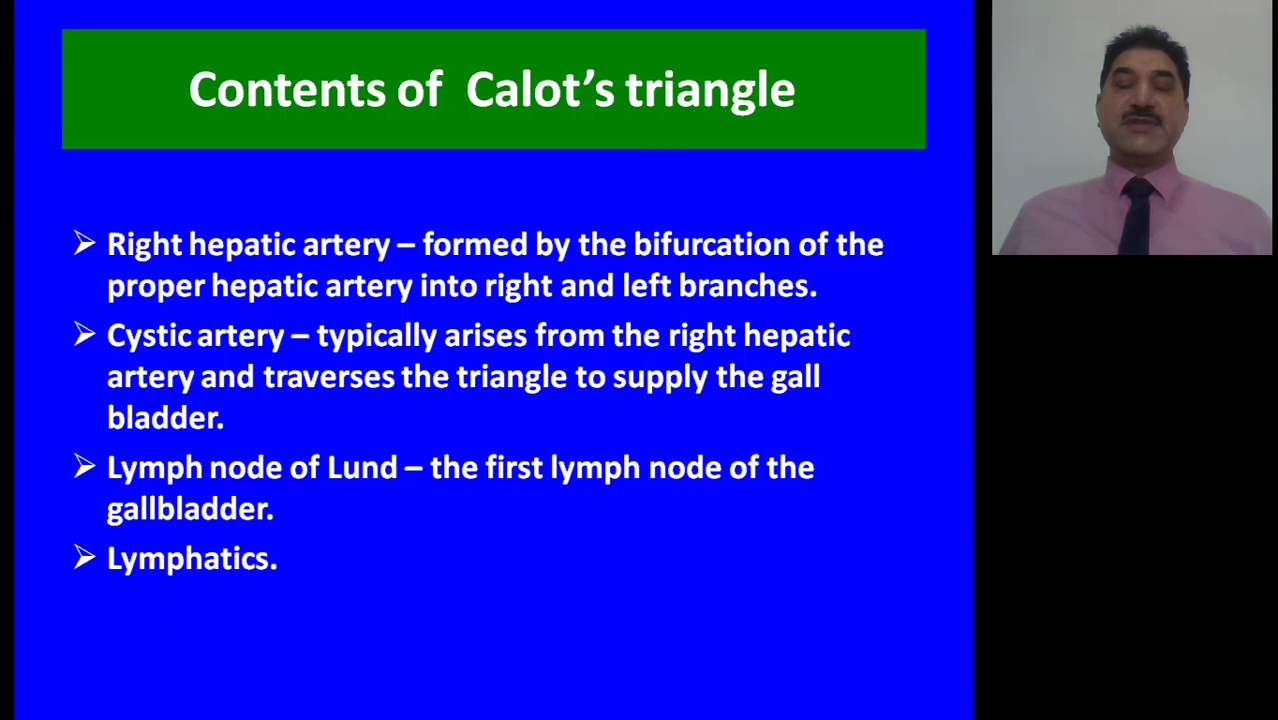 Contents of Calot’s triangle
➢ Right hepatic artery – formed by the bifurcation of the
proper hepatic artery into right and left branches.
➢ Cystic artery – typically arises from the right hepatic
artery and traverses the triangle to supply the gall
bladder.
➢ Lymph node of Lund – the first lymph node of the
gallbladder.
➢ Lymphatics.